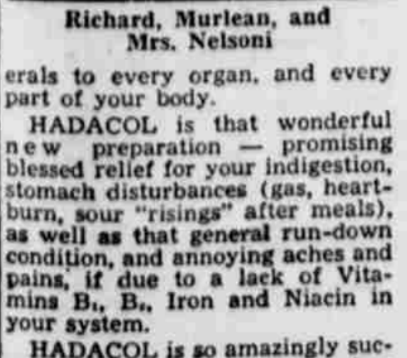 Richard, Murlean, and
Mrs. Nelsoni
erals to every organ, and every
part of your body.
HADACOL is that wonderful
new preparation — promising
blessed relief for your indigestion,
stomach disturbances (gas, heart-
burn, sour "risings" after meals),
as well as that general run-down
condition, and annoying aches and
pains, if due to a lack of Vita-
mins B₁, B₂, Iron and Niacin in
your system.
HADACOL is so amazingly suc-